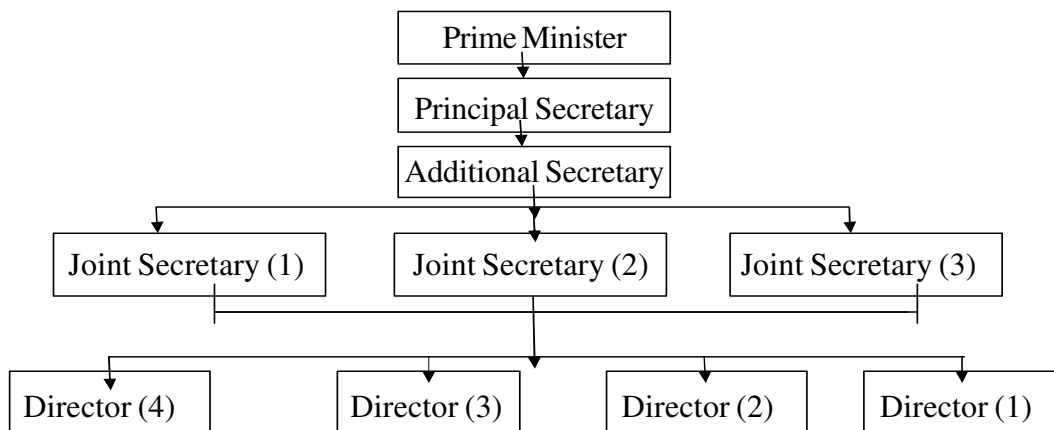 Prime Minister
Principal Secretary
Additional Secretary
Joint Secretary (1) Joint Secretary (2) Joint Secretary (3)
Director (4) Director (3) Director (2) Director (1)